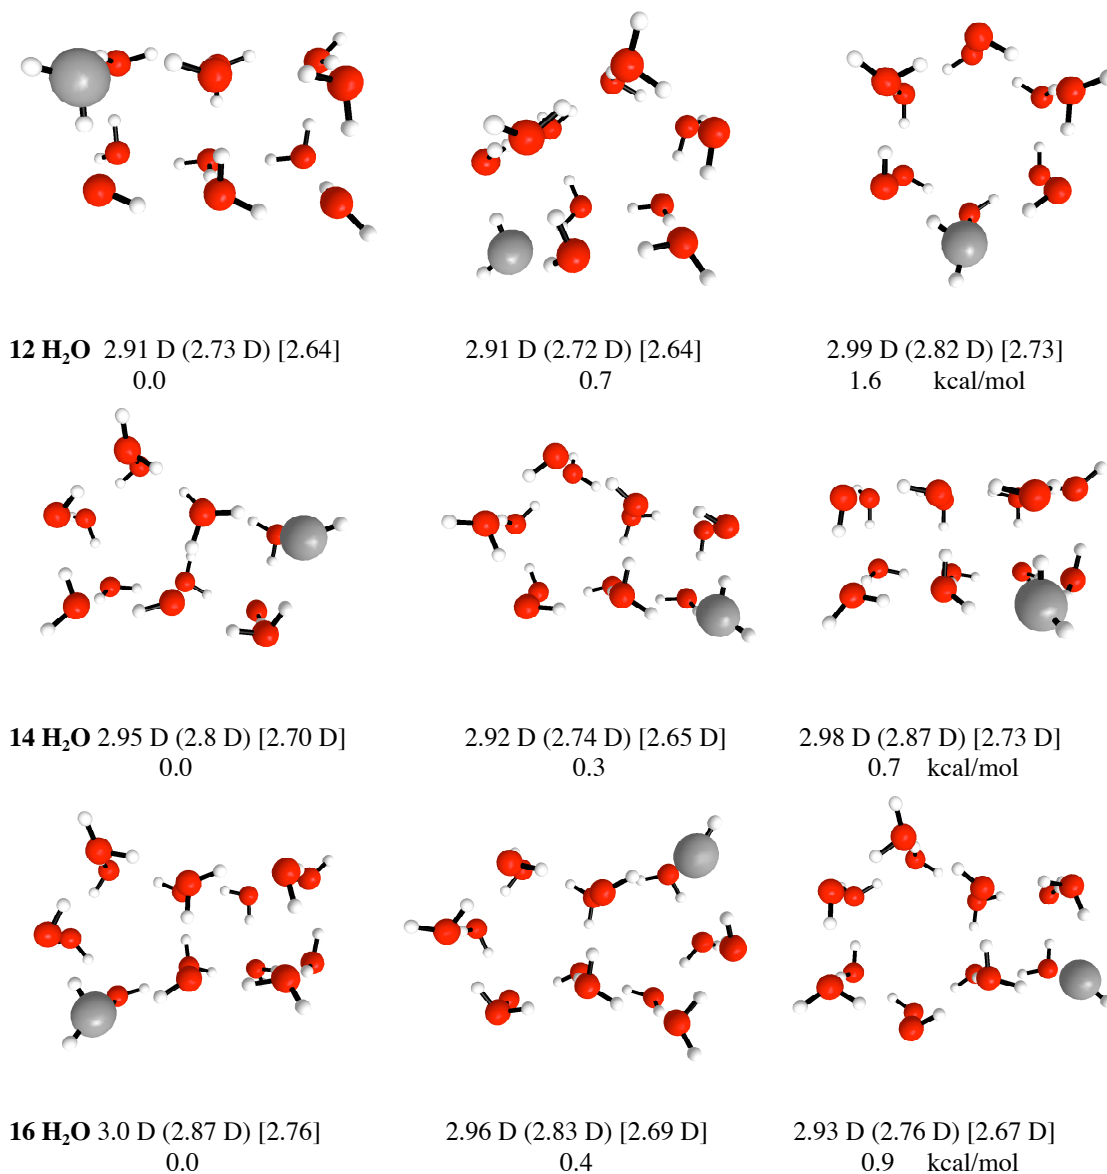 12 H₂O 2.91 D (2.73 D) [2.64] 2.91 D (2.72 D) [2.64] 2.99 D (2.82 D) [2.73]
0.0 0.7 1.6 kcal/mol
14 H₂O 2.95 D (2.8 D) [2.70 D] 2.92 D (2.74 D) [2.65 D] 2.98 D (2.87 D) [2.73 D]
0.0 0.3 0.7 kcal/mol
16 H₂O 3.0 D (2.87 D) [2.76] 2.96 D (2.83 D) [2.69 D] 2.93 D (2.76 D) [2.67 D]
0.0 0.4 0.9 kcal/mol